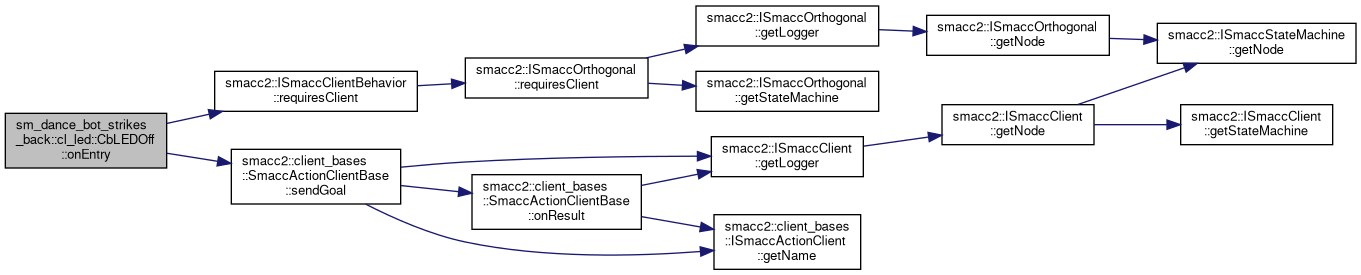 sm_dance_bot_strikes
_back::cl_led::CbLEDOff
::onEntry
smacc2::ISmaccClientBehavior
::requiresClient
smacc2::client_bases
::SmaccActionClientBase
::sendGoal
smacc2::ISmaccOrthogonal
::requiresClient
smacc2::client_bases
::SmaccActionClientBase
::onResult
smacc2::ISmaccOrthogonal
::getLogger
smacc2::ISmaccOrthogonal
::getStateMachine
smacc2::ISmaccClient
::getLogger
smacc2::client_bases
::ISmaccActionClient
::getName
smacc2::ISmaccOrthogonal
::getNode
smacc2::ISmaccClient
::getNode
smacc2::ISmaccStateMachine
::getNode
smacc2::ISmaccClient
::getStateMachine